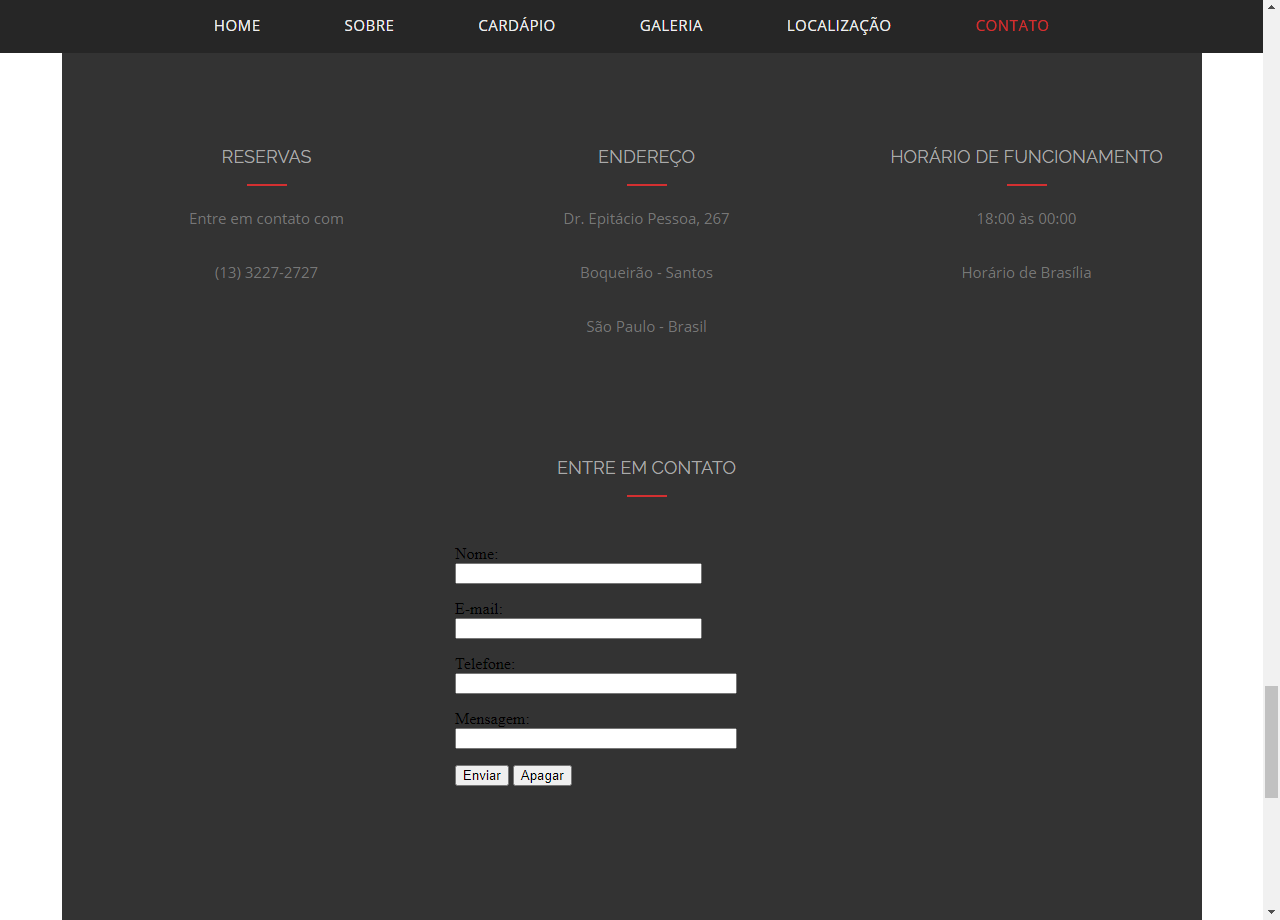 HOME SOBRE CARDÁPIO GALERIA LOCALIZAÇÃO CONTATO
RESERVAS
Entre em contato com
(13) 3227-2727
ENDEREÇO
Dr. Epitácio Pessoa, 267
Boqueirão - Santos
São Paulo - Brasil
HORÁRIO DE FUNCIONAMENTO
18:00 às 00:00
Horário de Brasília
ENTRE EM CONTATO
Nome:
E-mail:
Telefone:
Mensagem:
Enviar Apagar